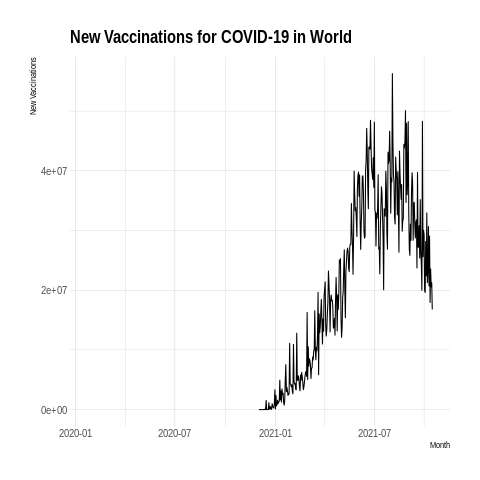 New Vaccinations for COVID-19 in World
New Vaccinations
4e+07
2e+07
0e+00
2020-01
2020-07
2021-01
2021-07
Month